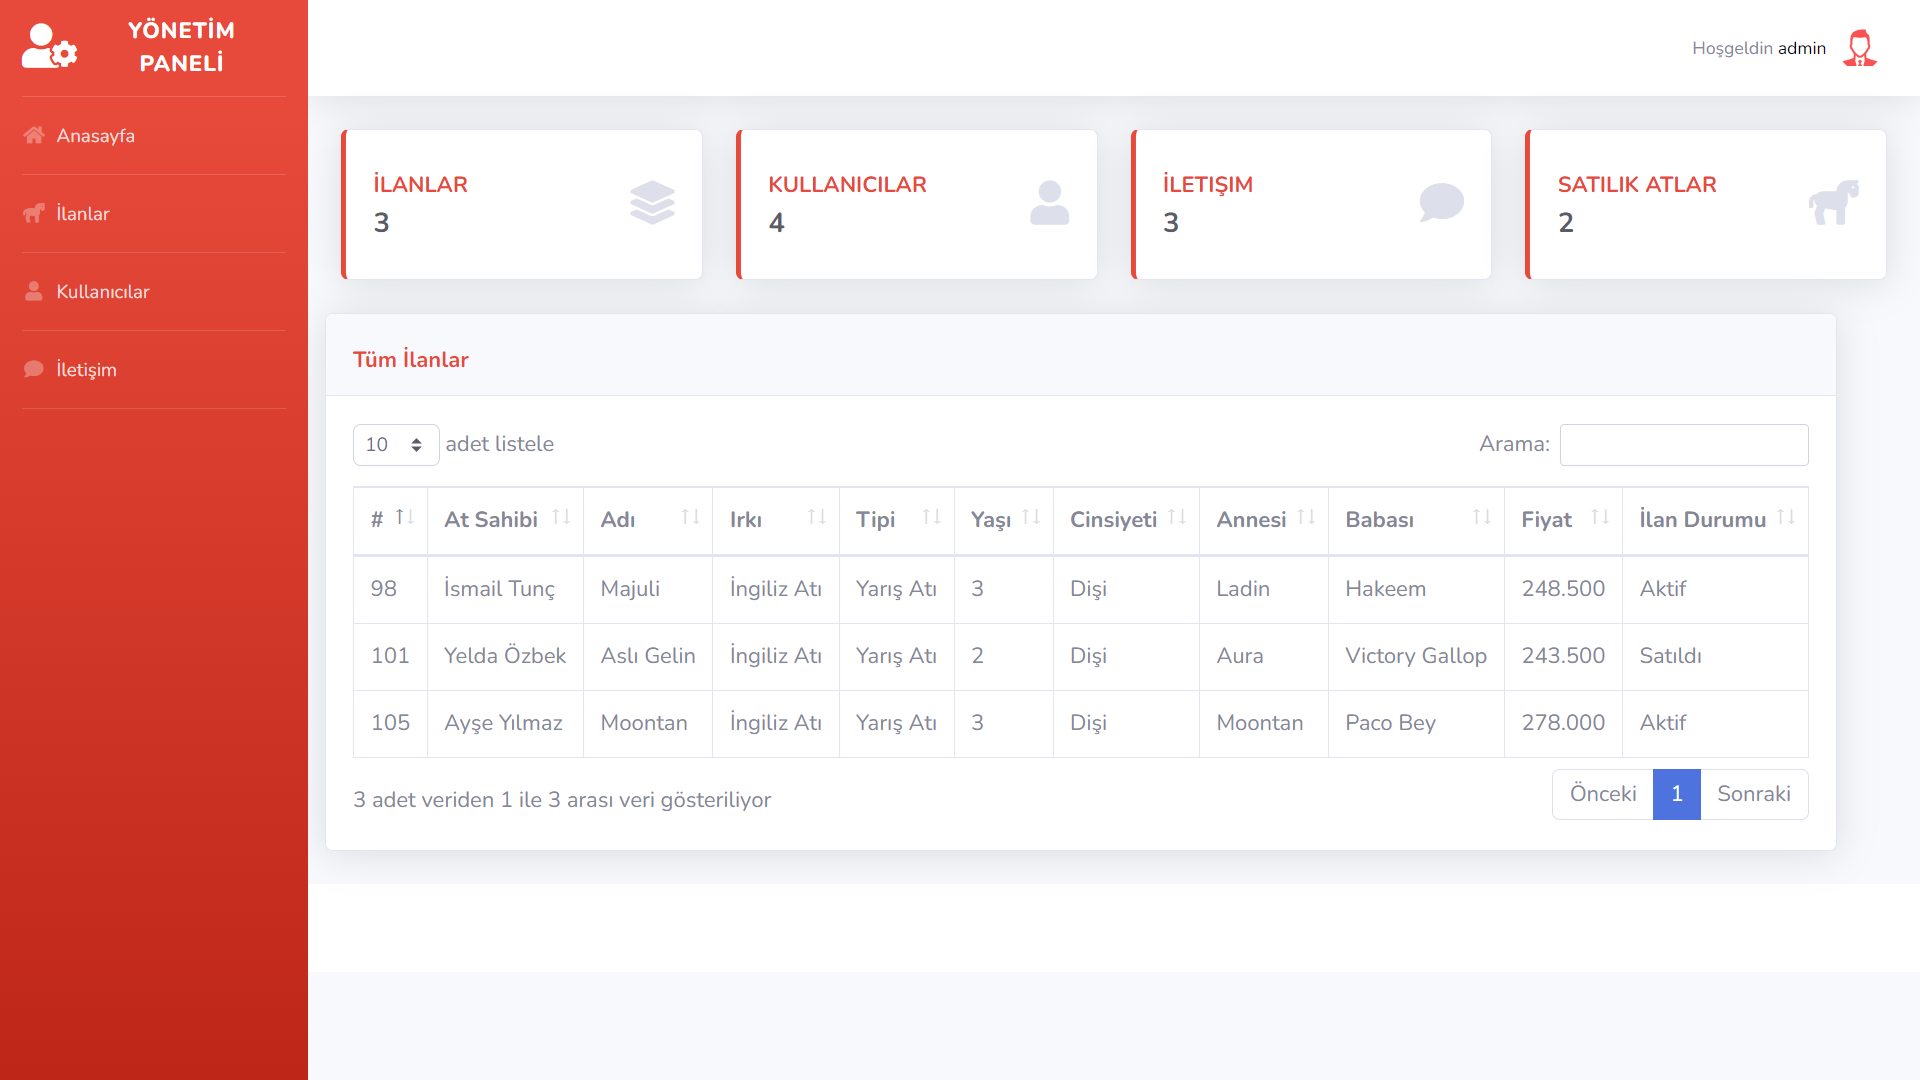 YÖNETİM
PANELİ
Hoşgeldin admin
Anasayfa
İlanlar
Kullanıcılar
İletişim
İLANLAR
3
KULLANICILAR
4
İLETIŞIM
3
SATILIK ATLAR
2
Tüm İlanlar
10 adet listele
Arama:
# At Sahibi Adı Irkı Tipi Yaşı Cinsiyeti Annesi Babası Fiyat İlan Durumu
98 İsmail Tunç Majuli İngiliz Atı Yarış Atı 3 Dişi Ladin Hakeem 248.500 Aktif
101 Yelda Özbek Aslı Gelin İngiliz Atı Yarış Atı 2 Dişi Aura Victory Gallop 243.500 Satıldı
105 Ayşe Yılmaz Moontan İngiliz Atı Yarış Atı 3 Dişi Moontan Paco Bey 278.000 Aktif
3 adet veriden 1 ile 3 arası veri gösteriliyor
Önceki 1 Sonraki